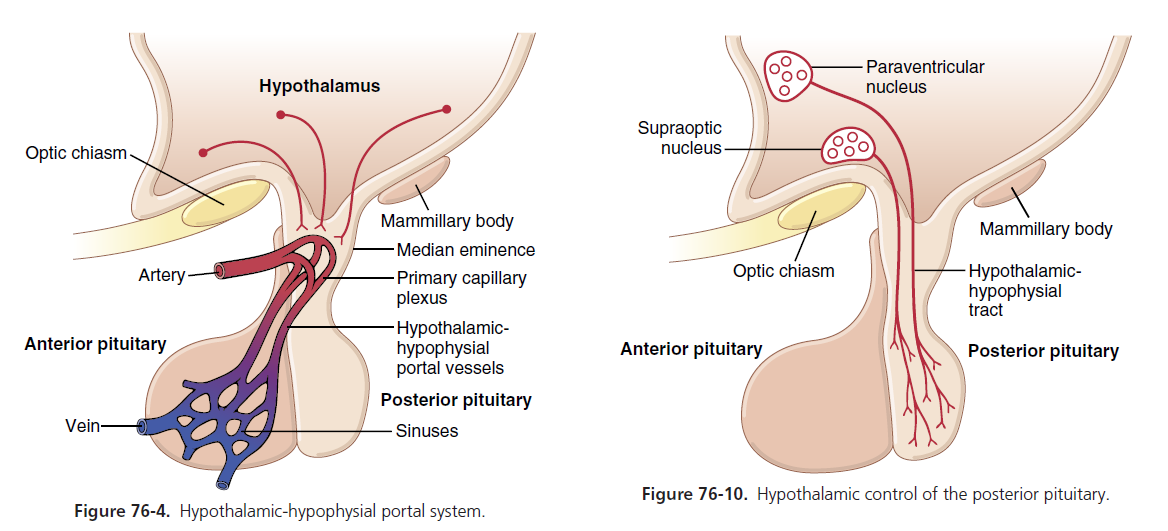 Hypothalamus
Optic chiasm
Mammillary body
Median eminence
Artery
Primary capillary
plexus
Hypothalamic-
hypophysial
portal vessels
Anterior pituitary
Posterior pituitary
Vein
Sinuses
Figure 76-4. Hypothalamic-hypophysial portal system.
Paraventricular
nucleus
Supraoptic
nucleus
Mammillary body
Optic chiasm
Hypothalamic-
hypophysial
tract
Anterior pituitary
Posterior pituitary
Figure 76-10. Hypothalamic control of the posterior pituitary.